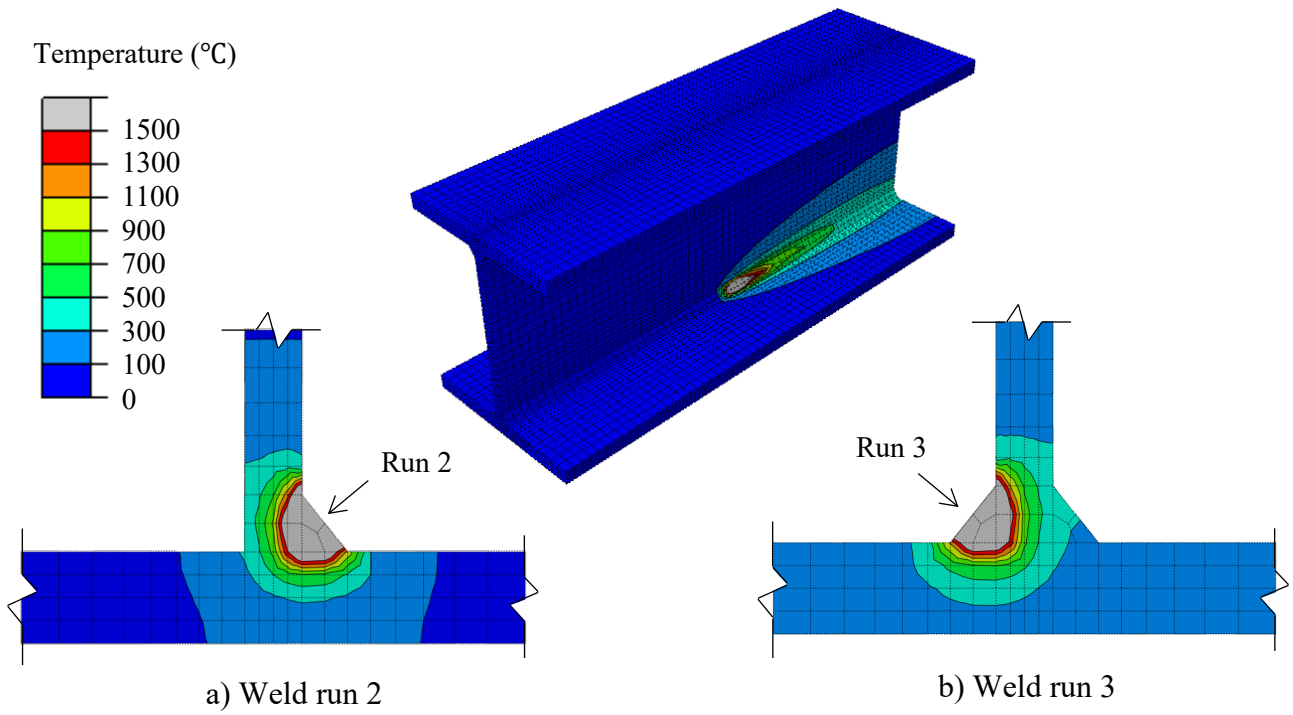 Temperature (℃)
1500
1300
1100
900
700
500
300
100
0
Run 2
Run 3
a) Weld run 2
b) Weld run 3